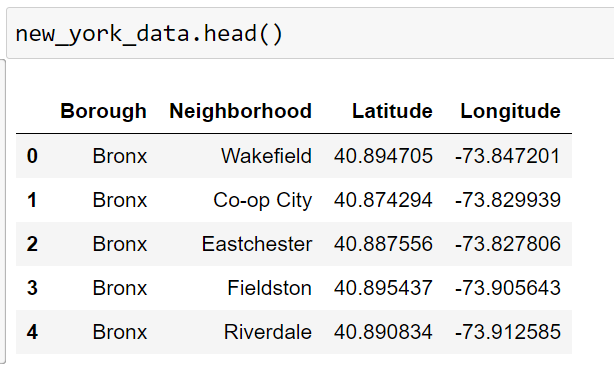 new_york_data.head()
Borough Neighborhood Latitude Longitude
0 Bronx Wakefield 40.894705 -73.847201
1 Bronx Co-op City 40.874294 -73.829939
2 Bronx Eastchester 40.887556 -73.827806
3 Bronx Fieldston 40.895437 -73.905643
4 Bronx Riverdale 40.890834 -73.912585